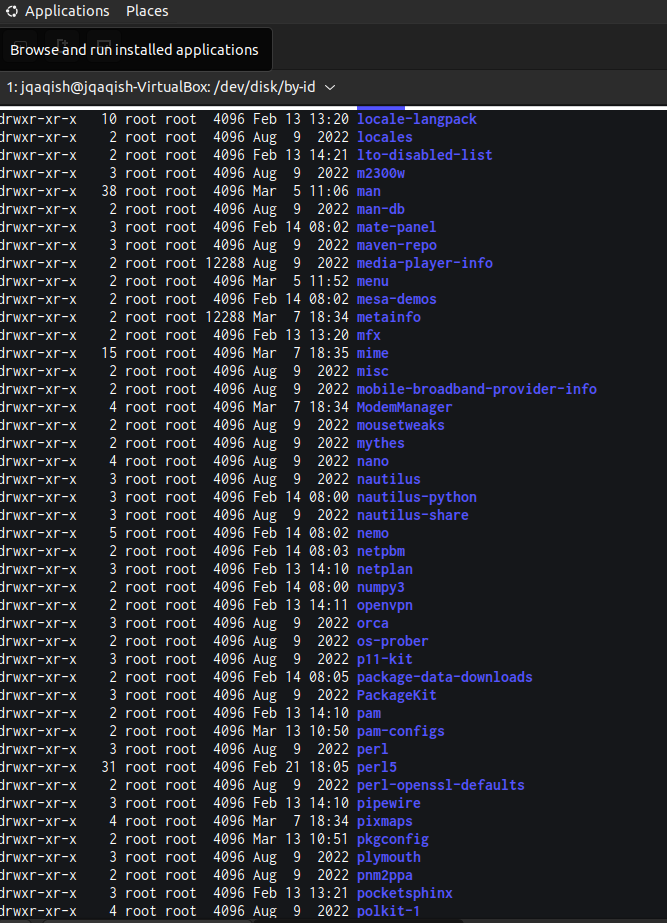 Applications Places
Browse and run installed applications
1: jqaqish@jqaqish-VirtualBox: /dev/disk/by-id
drwxr-xr-x 10 root root 4096 Feb 13 13:20 locale-langpack
drwxr-xr-x 2 root root 4096 Aug 9 2022 locales
drwxr-xr-x 2 root root 4096 Feb 13 14:21 lto-disabled-list
drwxr-xr-x 3 root root 4096 Aug 9 2022 m2300w
drwxr-xr-x 38 root root 4096 Mar 5 11:06 man
drwxr-xr-x 2 root root 4096 Aug 9 2022 man-db
drwxr-xr-x 3 root root 4096 Feb 14 08:02 mate-panel
drwxr-xr-x 3 root root 4096 Aug 9 2022 maven-repo
drwxr-xr-x 2 root root 12288 Aug 9 2022 media-player-info
drwxr-xr-x 2 root root 4096 Mar 5 11:52 menu
drwxr-xr-x 2 root root 4096 Feb 14 08:02 mesa-demos
drwxr-xr-x 2 root root 12288 Mar 7 18:34 metainfo
drwxr-xr-x 2 root root 4096 Feb 13 13:20 mfx
drwxr-xr-x 15 root root 4096 Mar 7 18:35 mime
drwxr-xr-x 2 root root 4096 Aug 9 2022 misc
drwxr-xr-x 2 root root 4096 Aug 9 2022 mobile-broadband-provider-info
drwxr-xr-x 4 root root 4096 Mar 7 18:34 ModemManager
drwxr-xr-x 2 root root 4096 Aug 9 2022 mousetweaks
drwxr-xr-x 2 root root 4096 Aug 9 2022 mythes
drwxr-xr-x 4 root root 4096 Aug 9 2022 nano
drwxr-xr-x 3 root root 4096 Aug 9 2022 nautilus
drwxr-xr-x 3 root root 4096 Feb 14 08:00 nautilus-python
drwxr-xr-x 3 root root 4096 Aug 9 2022 nautilus-share
drwxr-xr-x 5 root root 4096 Feb 14 08:02 nemo
drwxr-xr-x 2 root root 4096 Feb 14 08:03 netpbm
drwxr-xr-x 3 root root 4096 Feb 13 14:10 netplan
drwxr-xr-x 2 root root 4096 Feb 14 08:00 numpy3
drwxr-xr-x 2 root root 4096 Feb 13 14:11 openvpn
drwxr-xr-x 3 root root 4096 Aug 9 2022 orca
drwxr-xr-x 2 root root 4096 Aug 9 2022 os-prober
drwxr-xr-x 3 root root 4096 Aug 9 2022 p11-kit
drwxr-xr-x 2 root root 4096 Feb 14 08:05 package-data-downloads
drwxr-xr-x 3 root root 4096 Aug 9 2022 PackageKit
drwxr-xr-x 2 root root 4096 Feb 13 14:10 pam
drwxr-xr-x 2 root root 4096 Mar 13 10:50 pam-configs
drwxr-xr-x 3 root root 4096 Aug 9 2022 perl
drwxr-xr-x 31 root root 4096 Feb 21 18:05 perl5
drwxr-xr-x 2 root root 4096 Aug 9 2022 perl-openssl-defaults
drwxr-xr-x 3 root root 4096 Feb 13 14:10 pipewire
drwxr-xr-x 4 root root 4096 Mar 7 18:34 pixmaps
drwxr-xr-x 2 root root 4096 Mar 13 10:51 pkgconfig
drwxr-xr-x 3 root root 4096 Aug 9 2022 plymouth
drwxr-xr-x 2 root root 4096 Aug 9 2022 pnm2ppa
drwxr-xr-x 3 root root 4096 Feb 13 13:21 pocketsphinx
drwxr-xr-x 4 root root 4096 Aug 9 2022 polkit-1